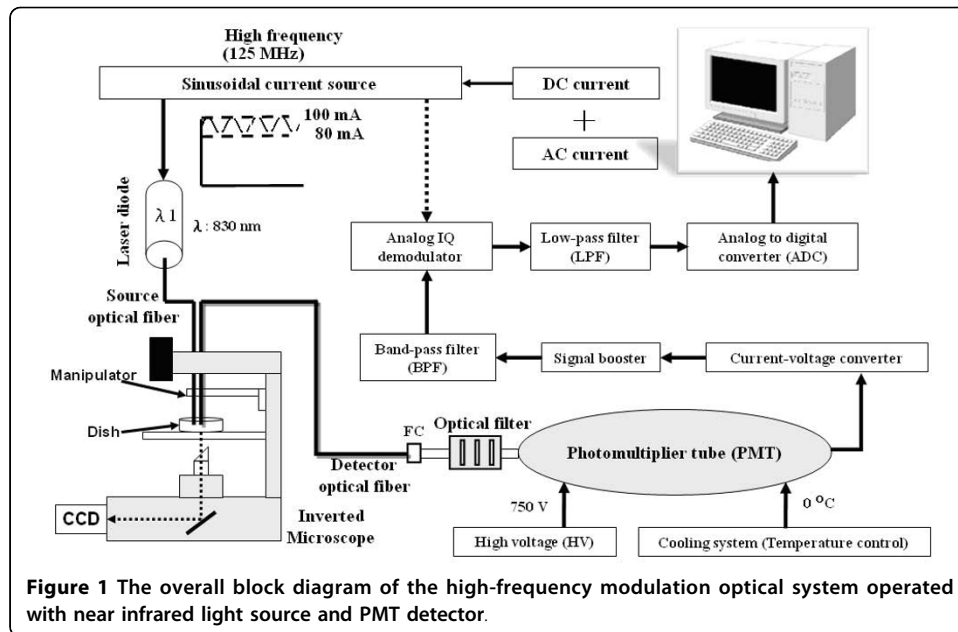 High frequency
(125 MHz)
Sinusoidal current source
DC current
+
AC current
100 mA
80 mA
Laser diode
λ 1
λ : 830 nm
Analog IQ
demodulator
Low-pass filter
(LPF)
Analog to digital
converter (ADC)
Source
optical fiber
Band-pass filter
(BPF)
Signal booster
Current-voltage converter
Manipulator
Dish
FC
Optical filter
Photomultiplier tube (PMT)
Detector
optical fiber
750 V
0 °C
CCD
Inverted
Microscope
High voltage (HV)
Cooling system (Temperature control)
Figure 1 The overall block diagram of the high-frequency modulation optical system operated
with near infrared light source and PMT detector.